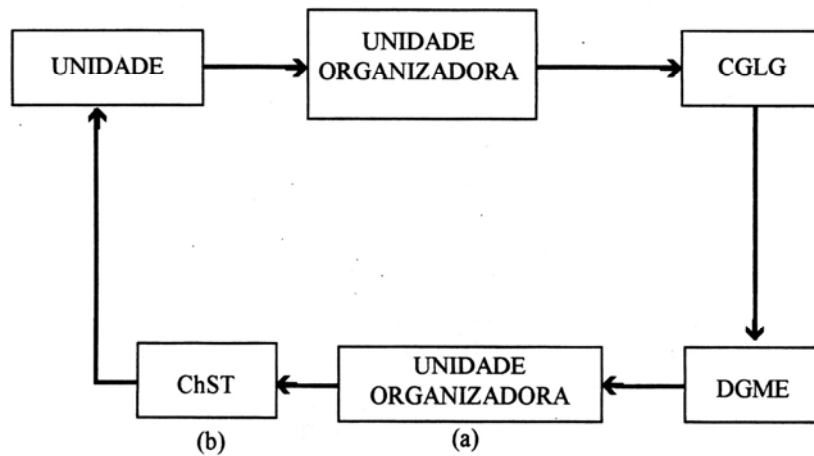 UNIDADE
UNIDADE
ORGANIZADORA
CGLG
ChST
UNIDADE
ORGANIZADORA
DGME
(b)
(a)